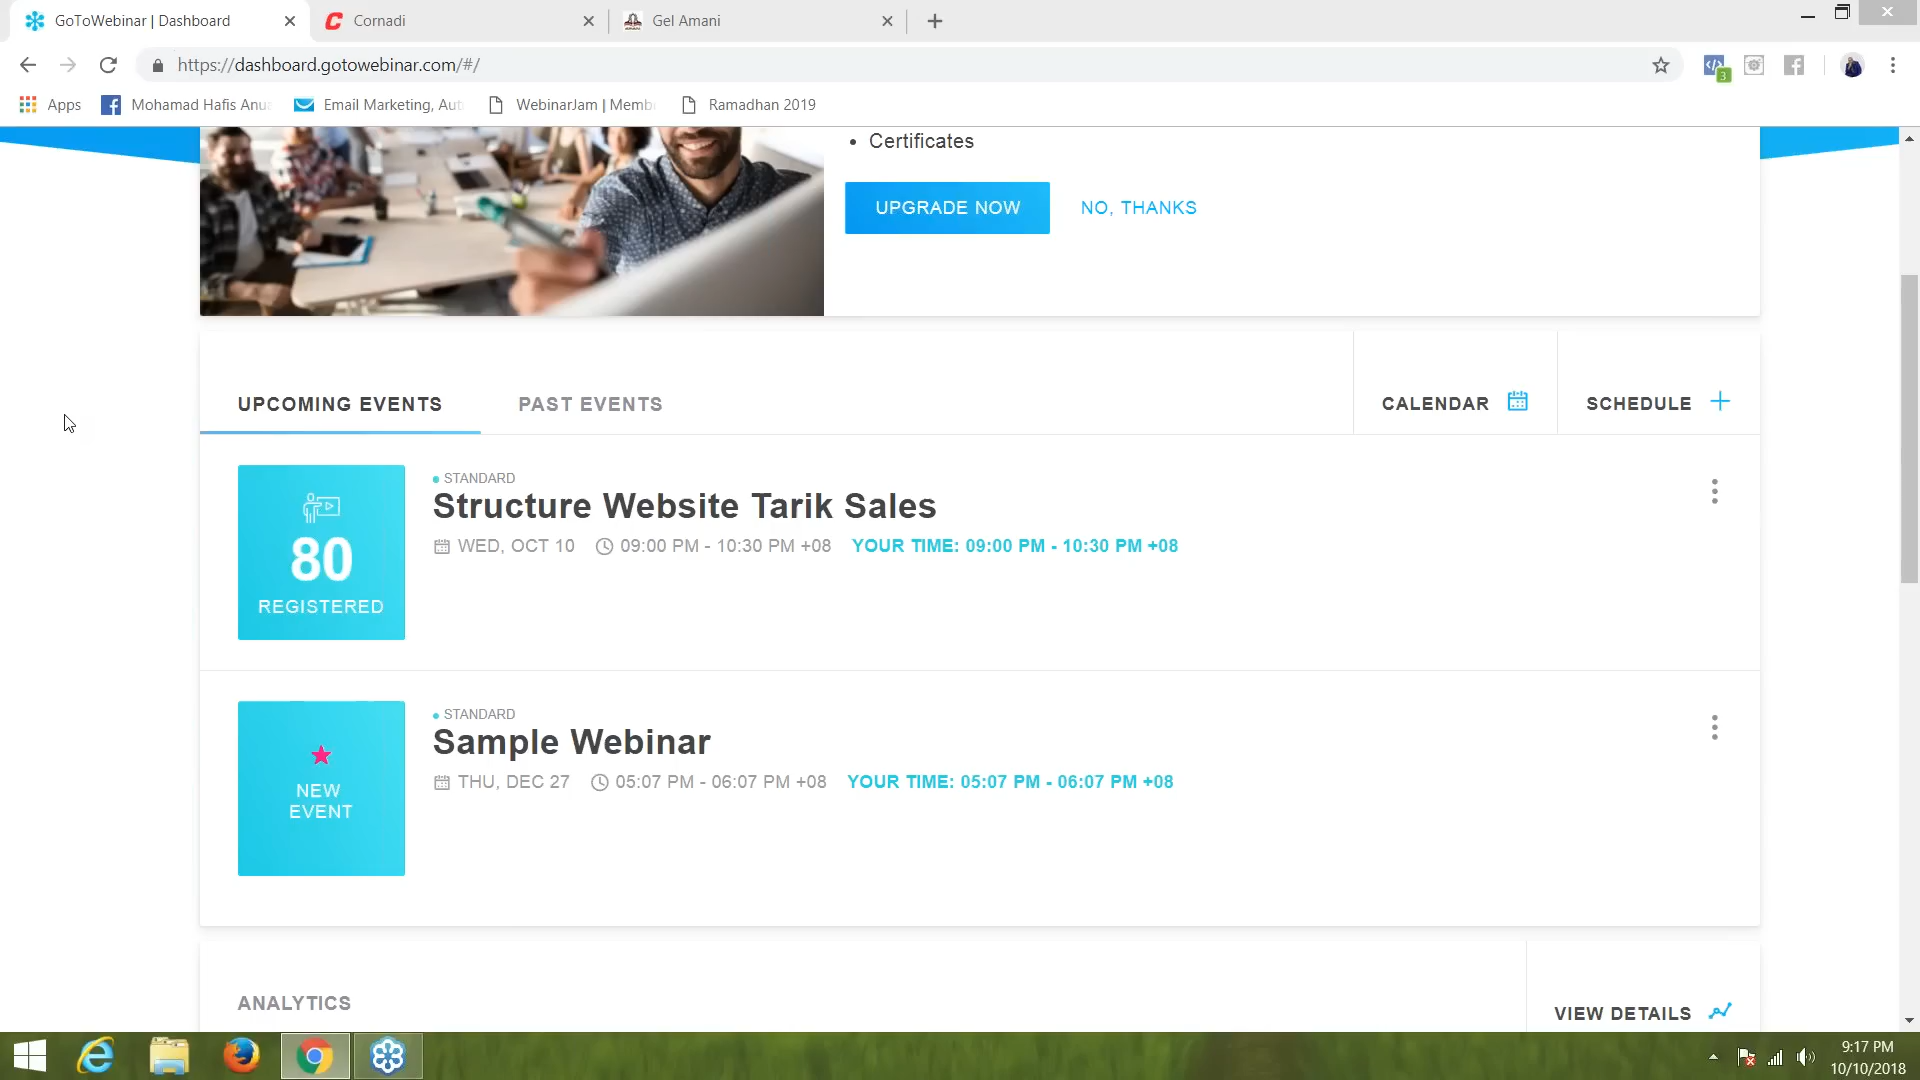 GoToWebinar | Dashboard
Cornadi
Gel Amani
https://dashboard.gotowebinar.com/#/
3
Apps
Mohamad Hafis Anua
Email Marketing, Aut
WebinarJam | Memb
Ramadhan 2019
• Certificates
UPGRADE NOW
NO, THANKS
UPCOMING EVENTS
PAST EVENTS
CALENDAR
SCHEDULE
80
REGISTERED
STANDARD
Structure Website Tarik Sales
WED, OCT 10
09:00 PM - 10:30 PM +08
YOUR TIME: 09:00 PM - 10:30 PM +08
NEW
EVENT
STANDARD
Sample Webinar
THU, DEC 27
05:07 PM - 06:07 PM +08
YOUR TIME: 05:07 PM - 06:07 PM +08
ANALYTICS
VIEW DETAILS
9:17 PM
10/10/2018